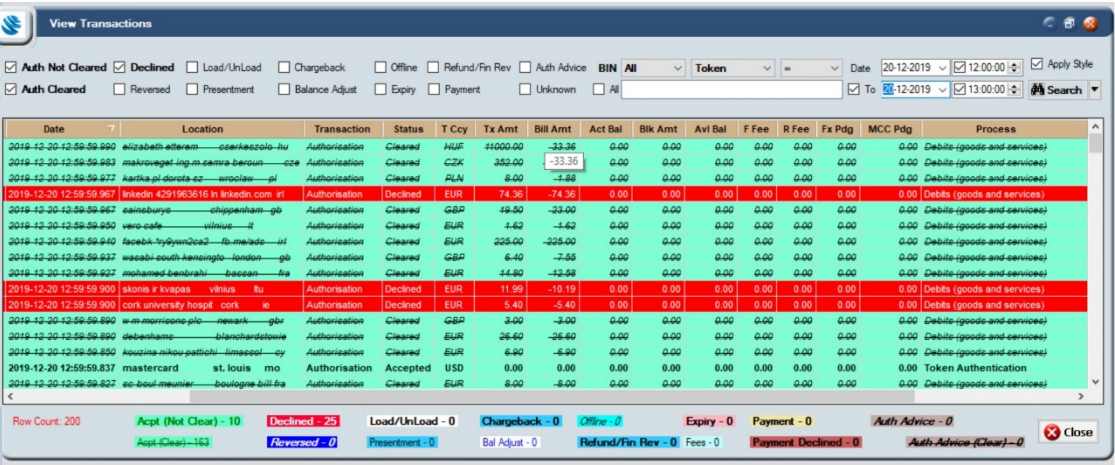 View Transactions
Auth Not Cleared Declined Load/UnLoad Chargeback Offline Refund/Fin Rev Auth Advice BIN All Token = Date 20-12-2019 12:00:00 Apply Style
Auth Cleared Reversed Presentment Balance Adjust Expiry Payment Unknown All To 20-12-2019 13:00:00 Search
Date Location Transaction Status T Ccy Tx Amt Bill Amt Act Bal Blk Amt Avl Bal F Fee R Fee Fx Pdg MCC Pdg Process
2019-12-20 12:59:59.990 elizabeth etterem cserkeszolo hu Authorisation Cleared HUF 11000.00 -33.36 0.00 0.00 0.00 0.00 0.00 0.00 0.00 Debits (goods and services)
2019-12-20 12:59:59.983 makroveget ing.m.semra beroun cze Authorisation Cleared CZK 352.00 -33.36 0.00 0.00 0.00 0.00 0.00 0.00 0.00 Debits (goods and services)
2019-12-20 12:59:59.977 kartka.pl dorota cz wroclaw pl Authorisation Cleared PLN 8.00 -1.88 0.00 0.00 0.00 0.00 0.00 0.00 0.00 Debits (goods and services)
2019-12-20 12:59:59.967 linkedin 4291963616 ln linkedin.com irl Authorisation Declined EUR 74.36 -74.36 0.00 0.00 0.00 0.00 0.00 0.00 0.00 Debits (goods and services)
2019-12-20 12:59:59.967 sainsburys chippenham gb Authorisation Cleared GBP 19.50 -23.00 0.00 0.00 0.00 0.00 0.00 0.00 0.00 Debits (goods and services)
2019-12-20 12:59:59.950 vero cafe vilnius lt Authorisation Cleared EUR 1.62 -1.62 0.00 0.00 0.00 0.00 0.00 0.00 0.00 Debits (goods and services)
2019-12-20 12:59:59.940 facebk *ry9ywn2ca2 fb.me/ads irl Authorisation Cleared EUR 225.00 -225.00 0.00 0.00 0.00 0.00 0.00 0.00 0.00 Debits (goods and services)
2019-12-20 12:59:59.937 wasabi south kensingto london gb Authorisation Cleared GBP 6.40 -7.55 0.00 0.00 0.00 0.00 0.00 0.00 0.00 Debits (goods and services)
2019-12-20 12:59:59.927 mohamed benbrahi bassan fra Authorisation Cleared EUR 11.80 -12.58 0.00 0.00 0.00 0.00 0.00 0.00 0.00 Debits (goods and services)
2019-12-20 12:59:59.900 skonis ir kvapas vilnius ltu Authorisation Declined EUR 11.99 -10.19 0.00 0.00 0.00 0.00 0.00 0.00 0.00 Debits (goods and services)
2019-12-20 12:59:59.900 cork university hospit cork ie Authorisation Declined EUR 5.40 -5.40 0.00 0.00 0.00 0.00 0.00 0.00 0.00 Debits (goods and services)
2019-12-20 12:59:59.890 w m morrisons plc newark gbr Authorisation Cleared GBP 3.00 -3.00 0.00 0.00 0.00 0.00 0.00 0.00 0.00 Debits (goods and services)
2019-12-20 12:59:59.890 debenhams blanchardstowie Authorisation Cleared EUR 26.60 -26.60 0.00 0.00 0.00 0.00 0.00 0.00 0.00 Debits (goods and services)
2019-12-20 12:59:59.850 kouzina nikou pattichi limassol cy Authorisation Cleared EUR 6.90 -6.90 0.00 0.00 0.00 0.00 0.00 0.00 0.00 Debits (goods and services)
2019-12-20 12:59:59.837 mastercard st. louis mo Authorisation Accepted USD 0.00 0.00 0.00 0.00 0.00 0.00 0.00 0.00 0.00 Token Authentication
2019-12-20 12:59:59.827 sc boul meunier boulogne bill fra Authorisation Cleared EUR 8.00 -8.00 0.00 0.00 0.00 0.00 0.00 0.00 0.00 Debits (goods and services)
Row Count: 200 Acpt (Not Clear) - 10 Declined - 25 Load/UnLoad - 0 Chargeback - 0 Offline - 0 Expiry - 0 Payment - 0 Auth Advice - 0
Acpt (Clear) - 163 Reversed - 0 Presentment - 0 Bal Adjust - 0 Refund/Fin Rev - 0 Fees - 0 Payment Declined - 0 Auth Advice (Clear) - 0 Close